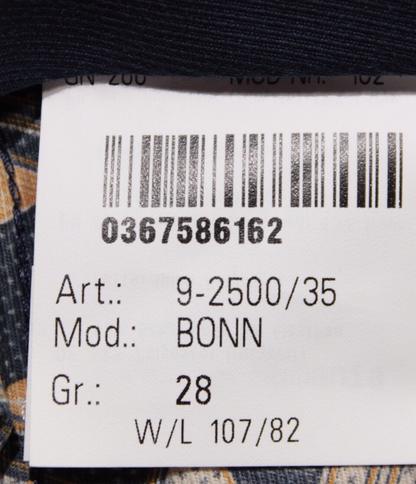 0367586162
Art.: 9-2500/35
Mod.: BONN
Gr.: 28
W/L 107/82